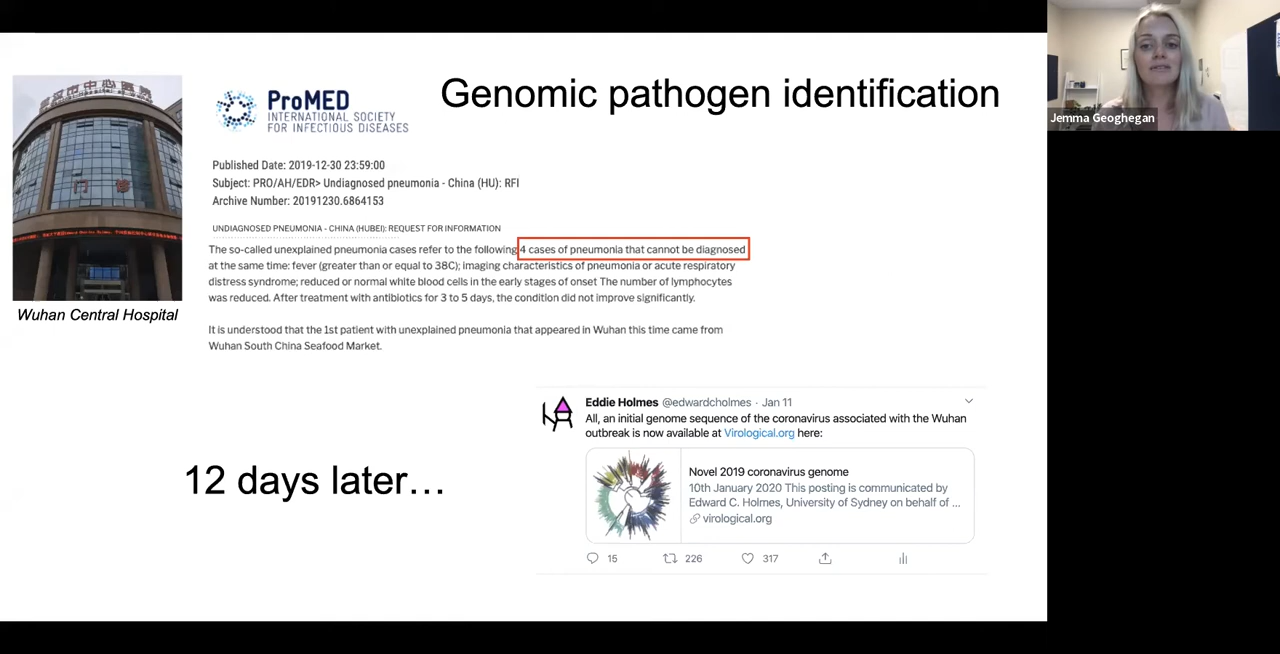 Genomic pathogen identification
武汉市中心医院
门 诊
Wuhan Central Hospital
ProMED
INTERNATIONAL SOCIETY
FOR INFECTIOUS DISEASES
Published Date: 2019-12-30 23:59:00
Subject: PRO/AH/EDR> Undiagnosed pneumonia - China (HU): RFI
Archive Number: 20191230.6864153
UNDIAGNOSED PNEUMONIA - CHINA (HUBEI): REQUEST FOR INFORMATION
The so-called unexplained pneumonia cases refer to the following 4 cases of pneumonia that cannot be diagnosed
at the same time: fever (greater than or equal to 38C); imaging characteristics of pneumonia or acute respiratory
distress syndrome; reduced or normal white blood cells in the early stages of onset The number of lymphocytes
was reduced. After treatment with antibiotics for 3 to 5 days, the condition did not improve significantly.
It is understood that the 1st patient with unexplained pneumonia that appeared in Wuhan this time came from
Wuhan South China Seafood Market.
12 days later…
Eddie Holmes @edwardcholmes · Jan 11
All, an initial genome sequence of the coronavirus associated with the Wuhan
outbreak is now available at Virological.org here:
Novel 2019 coronavirus genome
10th January 2020 This posting is communicated by
Edward C. Holmes, University of Sydney on behalf of ...
virological.org
15 226 317
Jemma Geoghegan